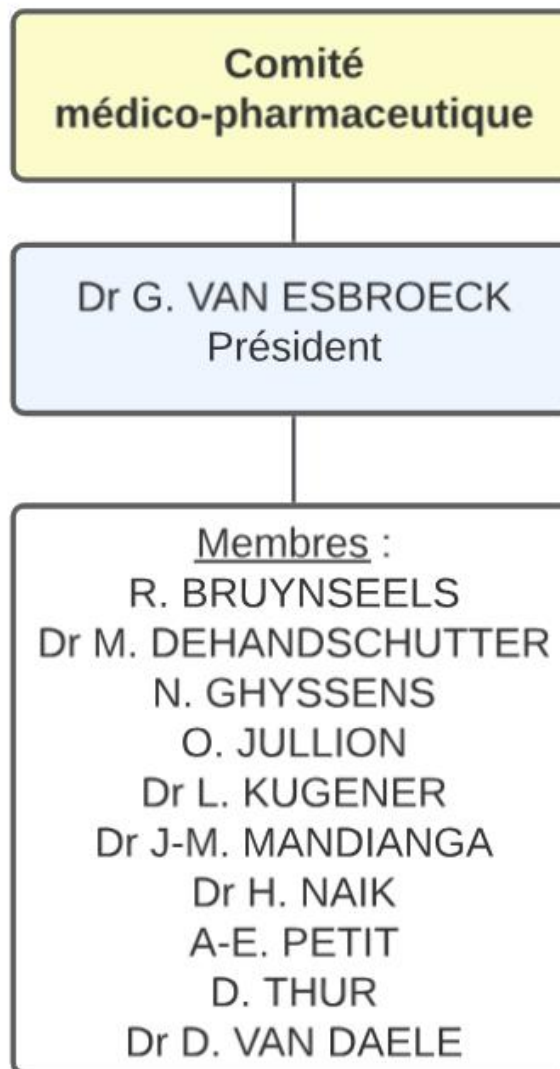 Comité
médico-pharmaceutique
Dr G. VAN ESBROECK
Président
Membres :
R. BRUYNSEELS
Dr M. DEHANDSCHUTTER
N. GHYSSENS
O. JULLION
Dr L. KUGENER
Dr J-M. MANDIANGA
Dr H. NAIK
A-E. PETIT
D. THUR
Dr D. VAN DAELE